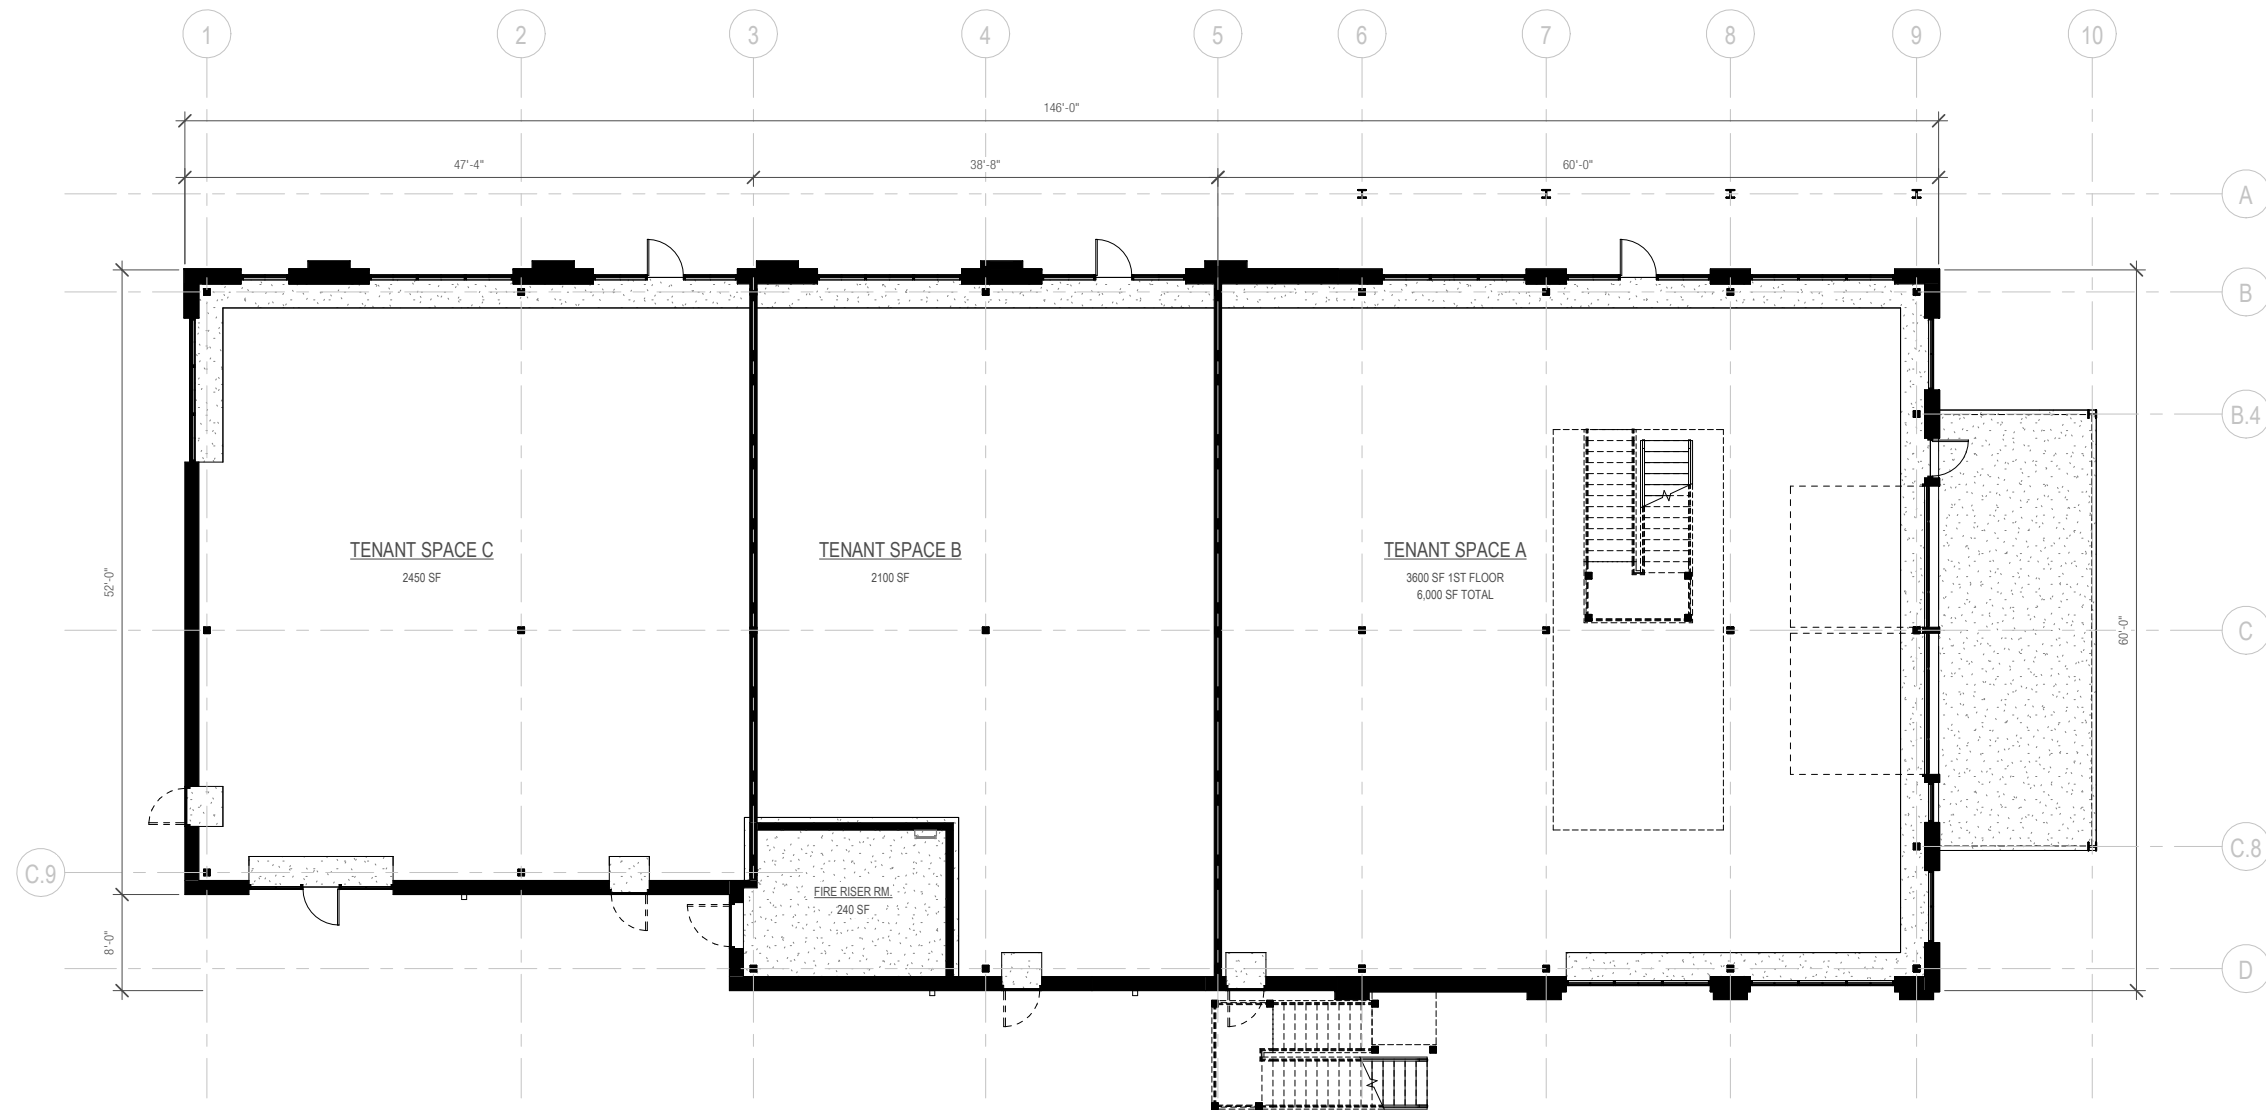 1 2 3 4 5 6 7 8 9 10
146'-0"
47'-4" 38'-8" 60'-0"
A
B
B.4
TENANT SPACE C
2450 SF
TENANT SPACE B
2100 SF
TENANT SPACE A
3600 SF 1ST FLOOR
6,000 SF TOTAL
52'-0"
C
60'-0"
C.8
C.9
FIRE RISER RM.
240 SF
8'-0"
D